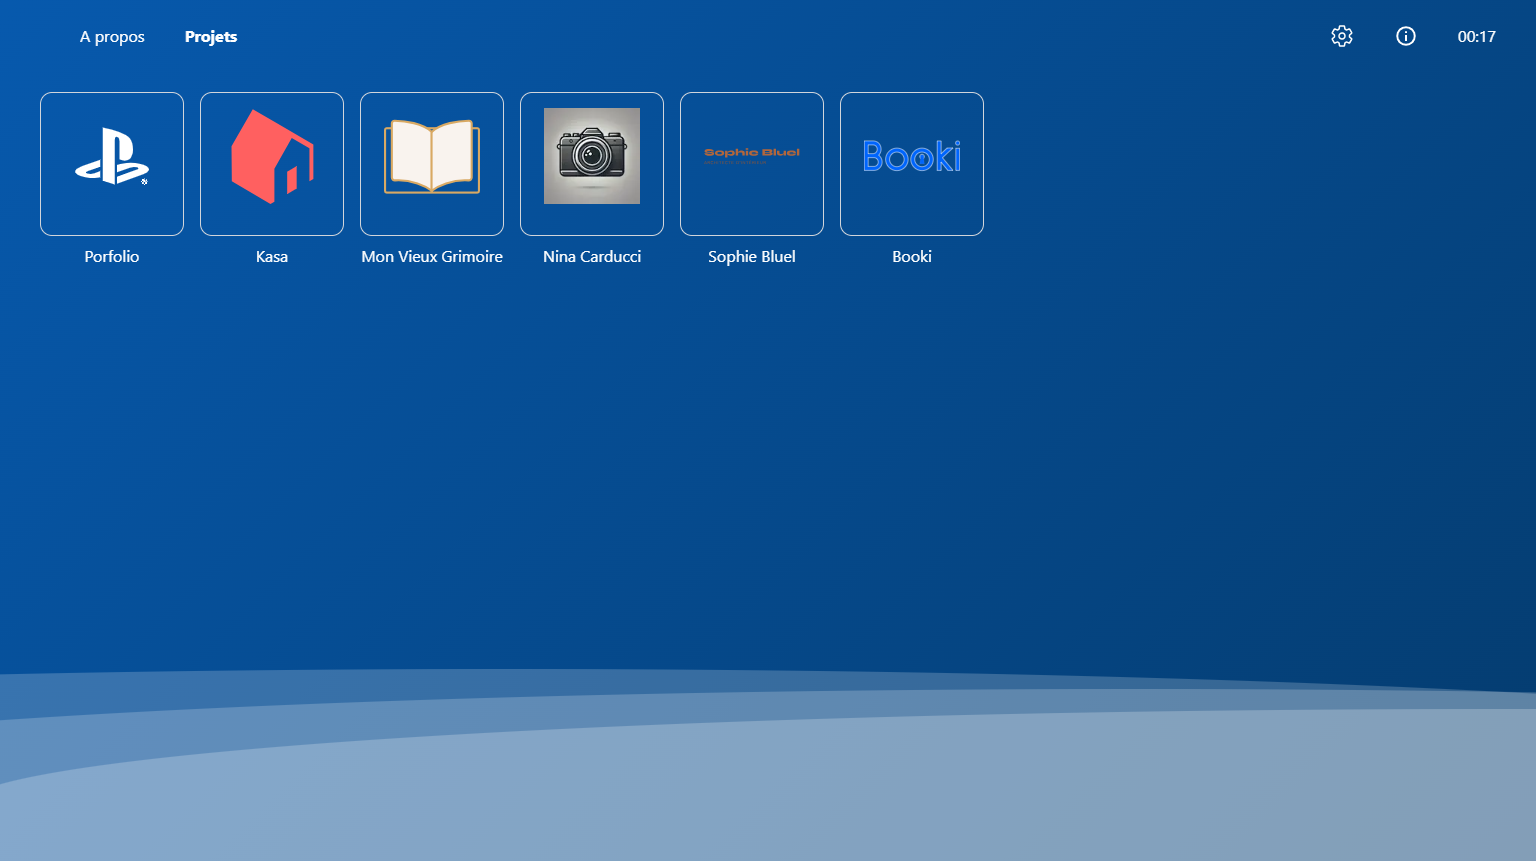 A propos
Projets
00:17
Sophie Bluel
Booki
Porfolio
Kasa
Mon Vieux Grimoire
Nina Carducci
Sophie Bluel
Booki